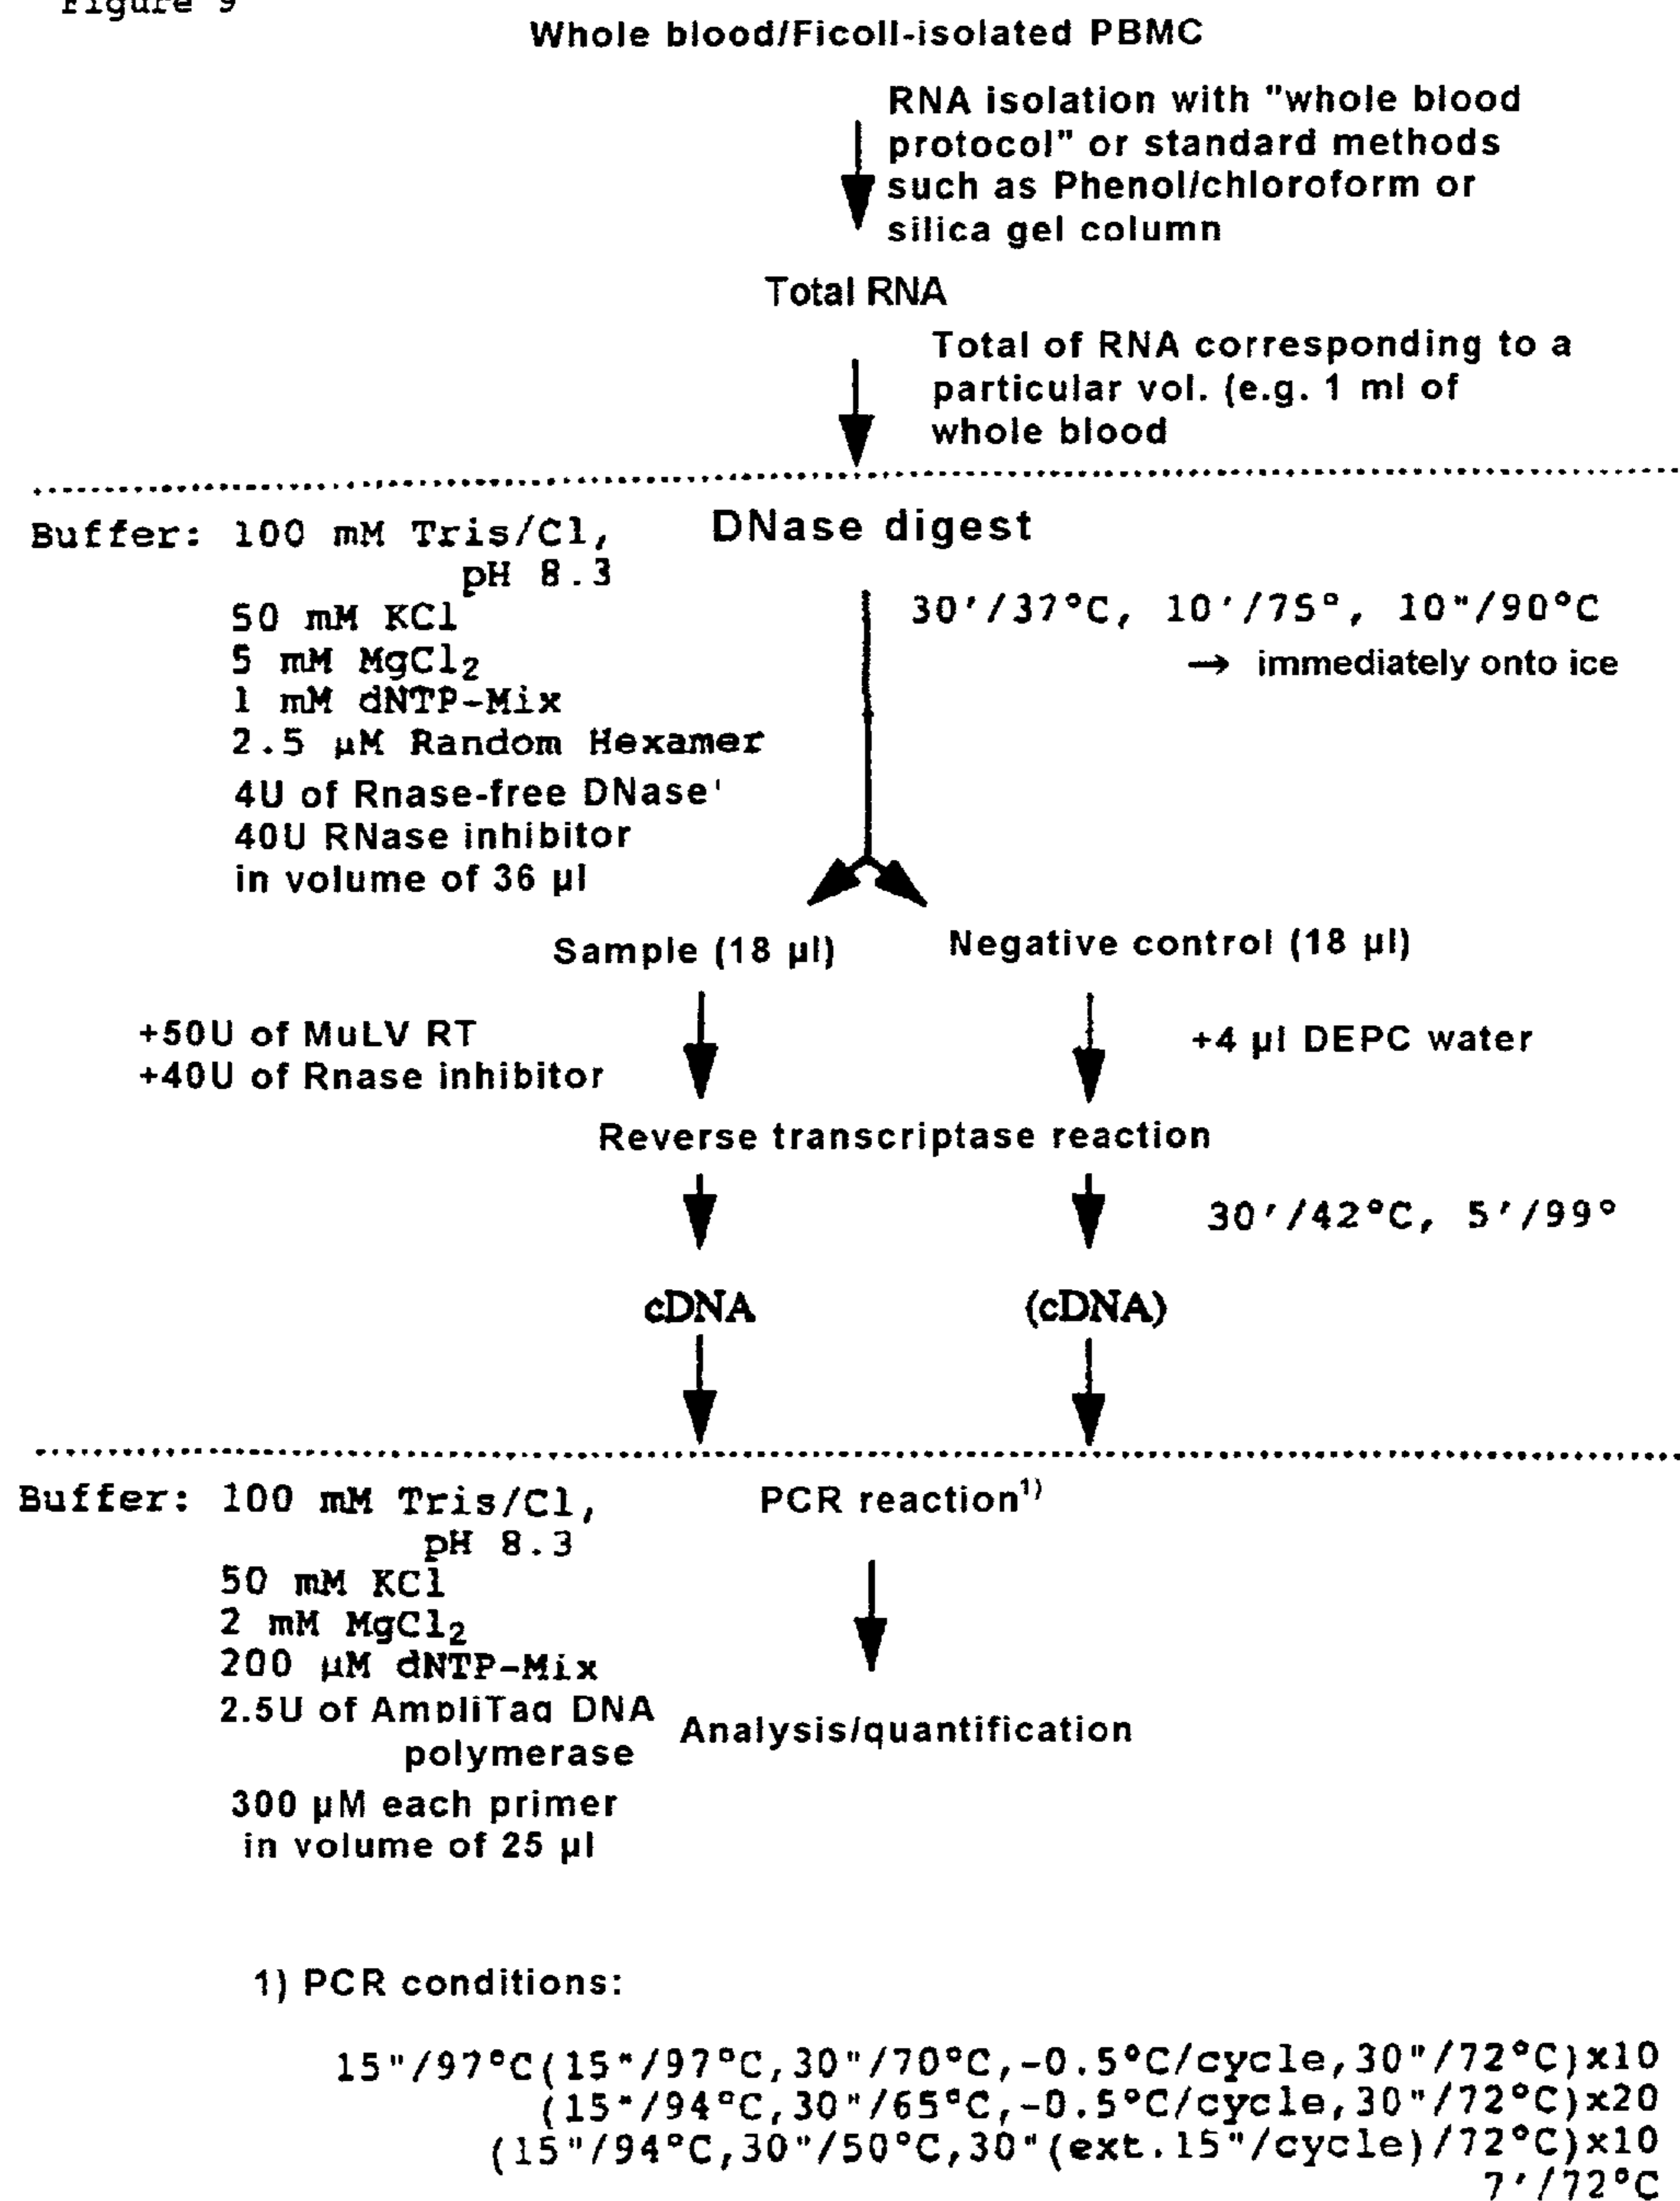 Figure 9
Whole blood/Ficoll-isolated PBMC
RNA isolation with "whole blood
protocol" or standard methods
such as Phenol/chloroform or
silica gel column
Total RNA
Total of RNA corresponding to a
particular vol. (e.g. 1 ml of
whole blood
Buffer: 100 mM Tris/Cl,
pH 8.3
50 mM KCl
5 mM MgCl₂
1 mM dNTP-Mix
2.5 µM Random Hexamer
4U of Rnase-free DNase'
40U RNase inhibitor
in volume of 36 µl
DNase digest
30'/37°C, 10'/75°, 10"/90°C
→ immediately onto ice
Sample (18 µl)
Negative control (18 µl)
+50U of MuLV RT
+40U of Rnase inhibitor
+4 µl DEPC water
Reverse transcriptase reaction
30'/42°C, 5'/99°
cDNA
(cDNA)
Buffer: 100 mM Tris/Cl,
pH 8.3
50 mM KCl
2 mM MgCl₂
200 µM dNTP-Mix
2.5U of AmpliTaq DNA
polymerase
300 µM each primer
in volume of 25 µl
PCR reaction¹⁾
Analysis/quantification
1) PCR conditions:
15"/97°C(15"/97°C,30"/70°C,-0.5°C/cycle,30"/72°C)x10
(15"/94°C,30"/65°C,-0.5°C/cycle,30"/72°C)x20
(15"/94°C,30"/50°C,30"(ext.15"/cycle)/72°C)x10
7'/72°C